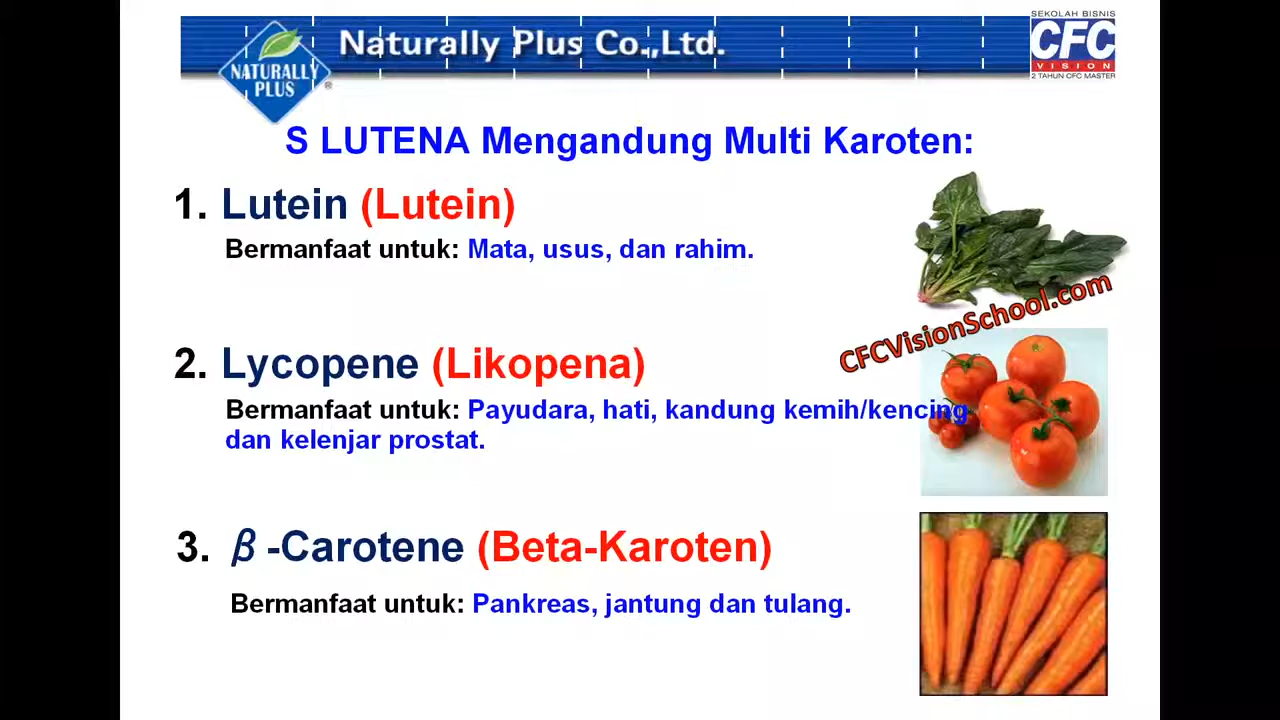 Naturally Plus Co.,Ltd.
NATURALLY
PLUS
®
SEKOLAH BISNIS
CFC
VISION
2 TAHUN CFC MASTER
S LUTENA Mengandung Multi Karoten:
1. Lutein (Lutein)
Bermanfaat untuk: Mata, usus, dan rahim.
CFCVisionSchool.com
2. Lycopene (Likopena)
Bermanfaat untuk: Payudara, hati, kandung kemih/kencing
dan kelenjar prostat.
3. β-Carotene (Beta-Karoten)
Bermanfaat untuk: Pankreas, jantung dan tulang.